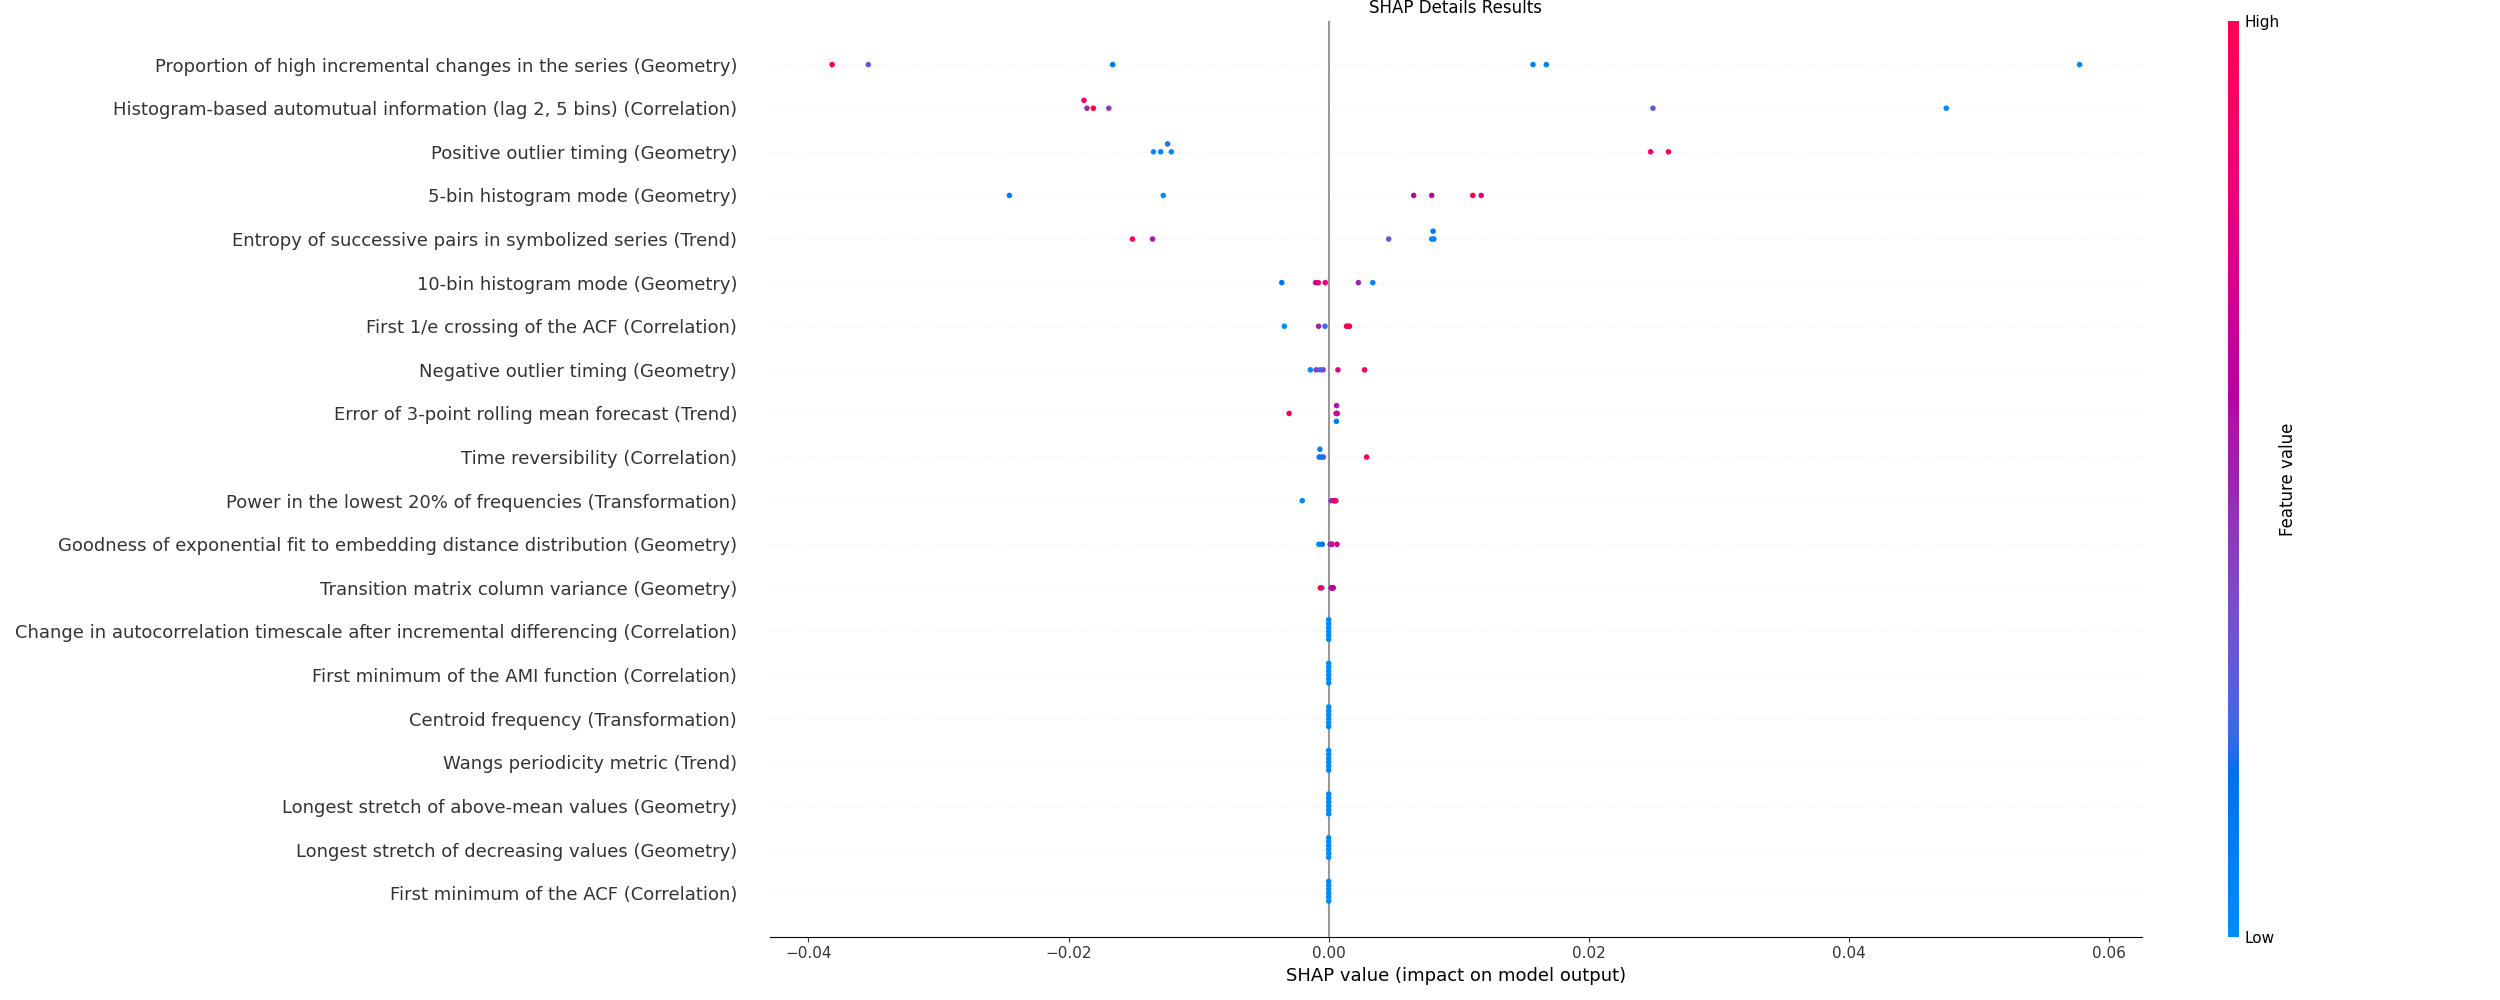 SHAP Details Results
High
Proportion of high incremental changes in the series (Geometry)
Histogram-based automutual information (lag 2, 5 bins) (Correlation)
Positive outlier timing (Geometry)
5-bin histogram mode (Geometry)
Entropy of successive pairs in symbolized series (Trend)
10-bin histogram mode (Geometry)
First 1/e crossing of the ACF (Correlation)
Negative outlier timing (Geometry)
Error of 3-point rolling mean forecast (Trend)
Time reversibility (Correlation)
Power in the lowest 20% of frequencies (Transformation)
Goodness of exponential fit to embedding distance distribution (Geometry)
Transition matrix column variance (Geometry)
Change in autocorrelation timescale after incremental differencing (Correlation)
First minimum of the AMI function (Correlation)
Centroid frequency (Transformation)
Wangs periodicity metric (Trend)
Longest stretch of above-mean values (Geometry)
Longest stretch of decreasing values (Geometry)
First minimum of the ACF (Correlation)
Feature value
Low
−0.04 −0.02 0.00 0.02 0.04 0.06
SHAP value (impact on model output)